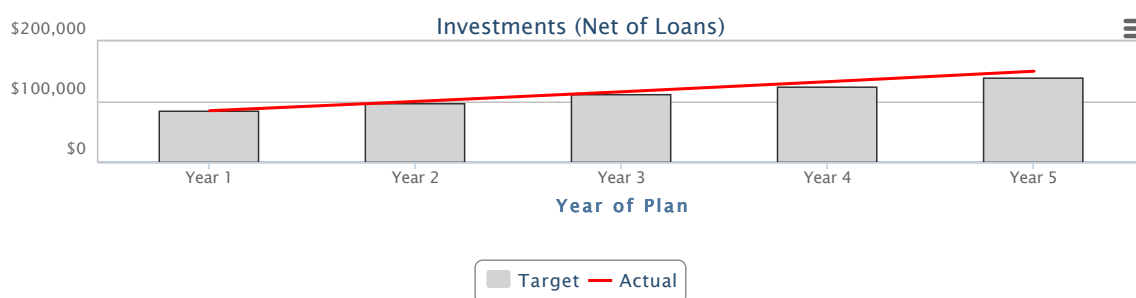 Investments (Net of Loans)
$200,000
$100,000
$0
Year 1 Year 2 Year 3 Year 4 Year 5
Year of Plan
Target Actual